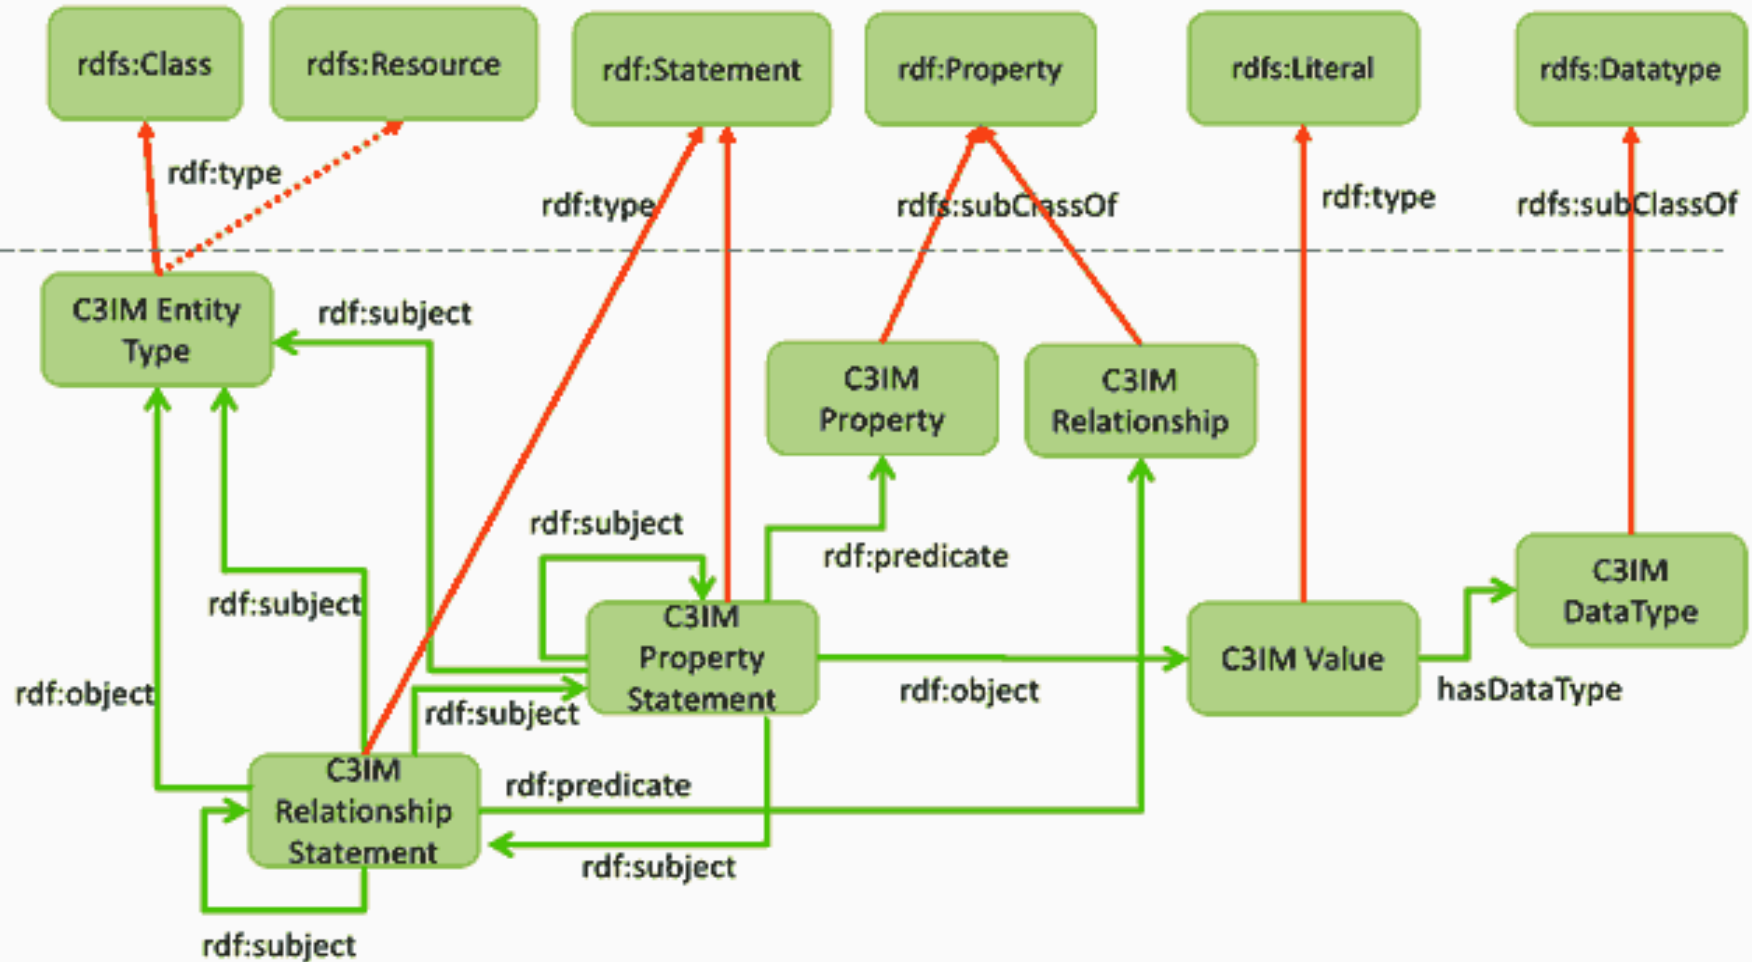 rdfs:Class
rdfs:Resource
rdf:Statement
rdf:Property
rdfs:Literal
rdfs:Datatype
rdf:type
rdf:type
rdfs:subClassOf
rdf:type
rdfs:subClassOf
C3IM Entity
Type
rdf:subject
C3IM
Property
C3IM
Relationship
rdf:subject
rdf:predicate
C3IM
DataType
rdf:subject
C3IM
Property
Statement
C3IM Value
rdf:object
rdf:subject
rdf:object
hasDataType
C3IM
Relationship
Statement
rdf:predicate
rdf:subject
rdf:subject